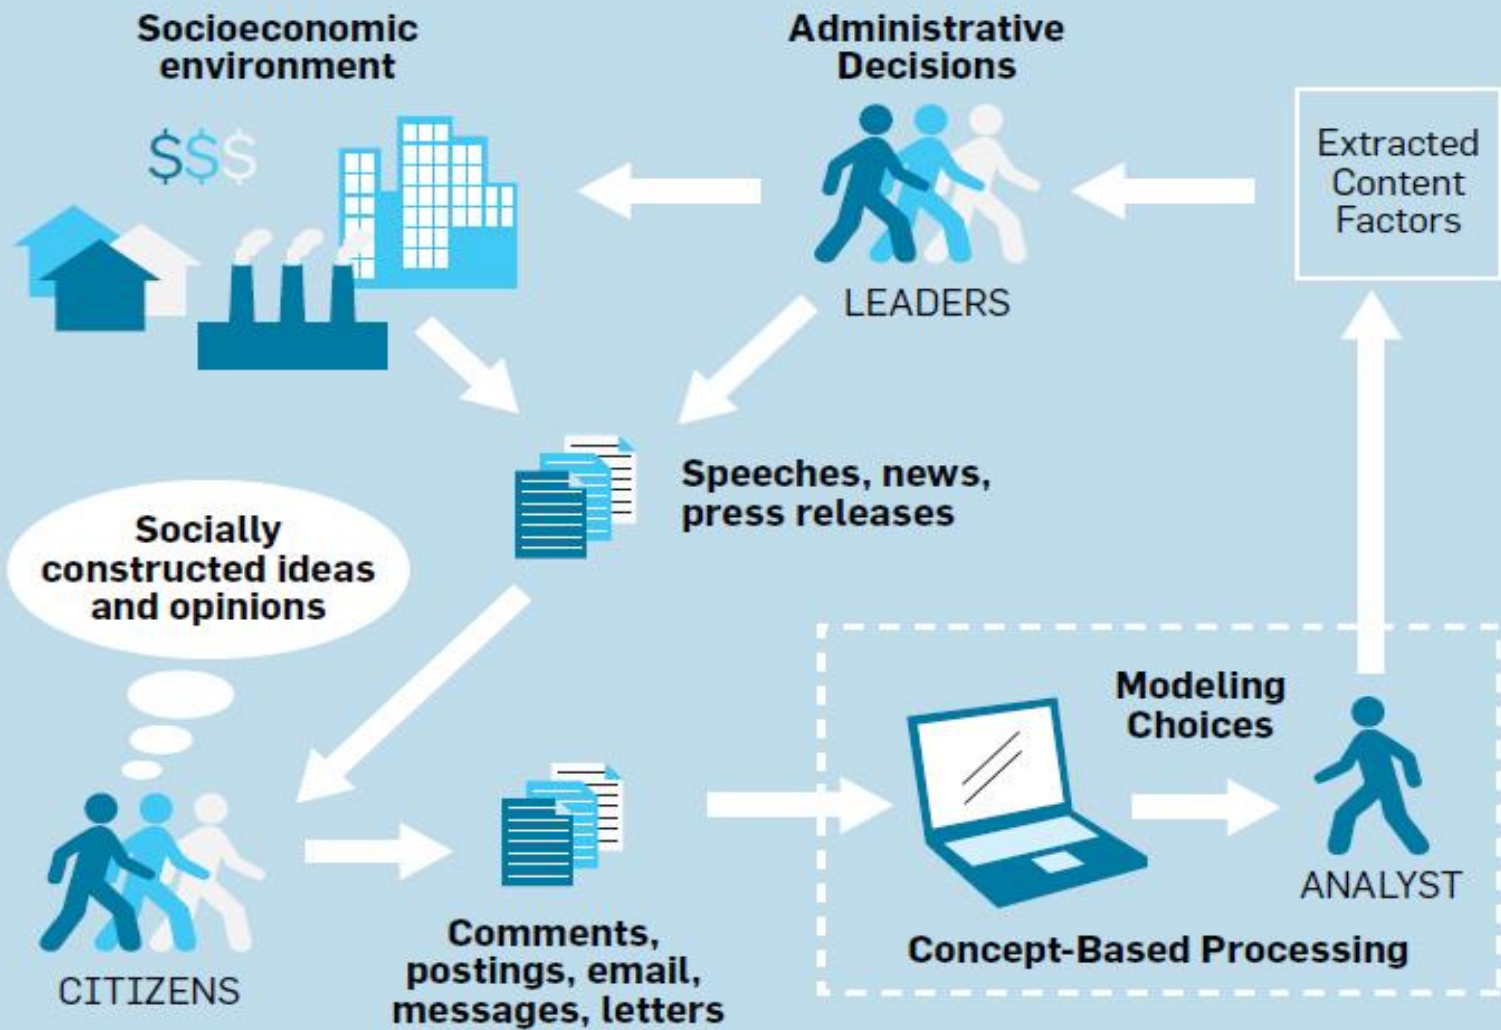 Socioeconomic
environment
$$$
Administrative
Decisions
LEADERS
Extracted
Content
Factors
Speeches, news,
press releases
Socially
constructed ideas
and opinions
CITIZENS
Comments,
postings, email,
messages, letters
Modeling
Choices
ANALYST
Concept-Based Processing